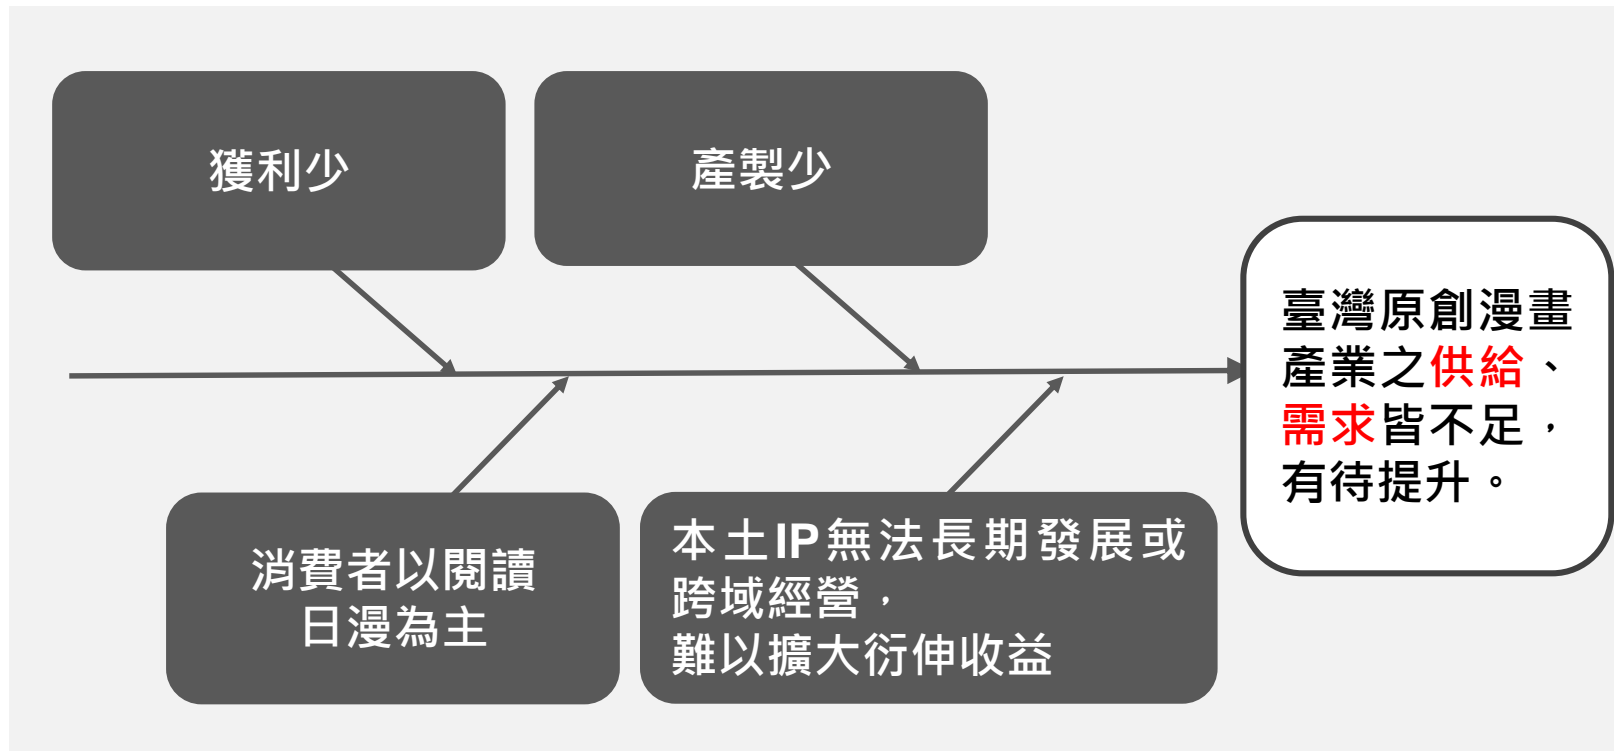 獲利少
產製少
消費者以閱讀
日漫為主
本土IP無法長期發展或
跨域經營，
難以擴大衍伸收益
臺灣原創漫畫
產業之供給、
需求皆不足，
有待提升。